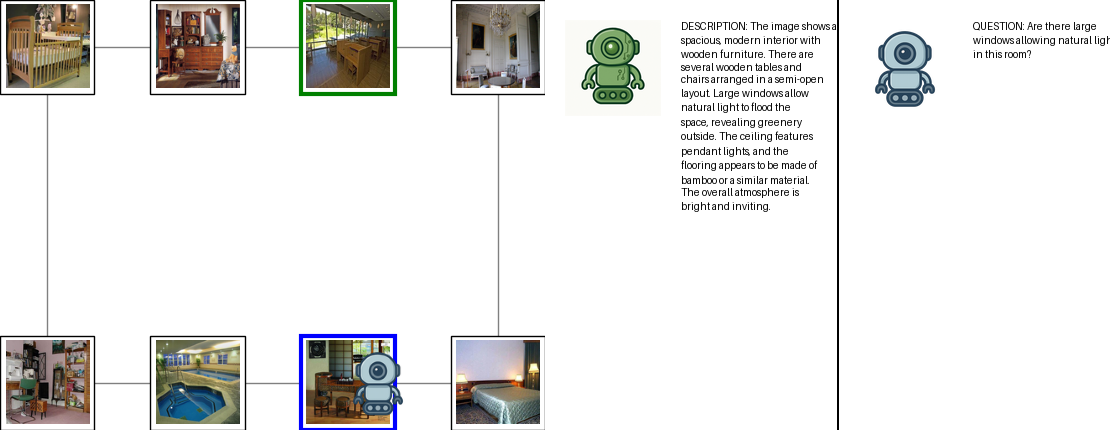 DESCRIPTION: The image shows a
spacious, modern interior with
wooden furniture. There are
several wooden tables and
chairs arranged in a semi-open
layout. Large windows allow
natural light to flood the
space, revealing greenery
outside. The ceiling features
pendant lights, and the
flooring appears to be made of
bamboo or a similar material.
The overall atmosphere is
bright and inviting.
QUESTION: Are there large
windows allowing natural ligh
in this room?